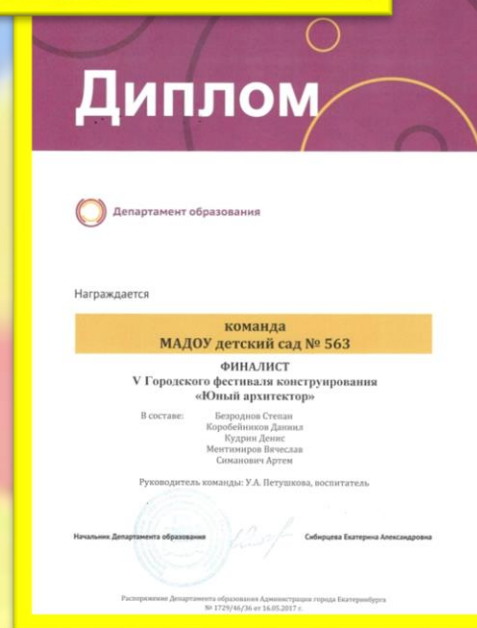 Диплом
Департамент образования
Награждается
команда
МАДОУ детский сад № 563
ФИНАЛИСТ
V Городского фестиваля конструирования
«Юный архитектор»
В составе: Безроднов Степан
Коробейников Даниил
Кудрин Денис
Ментимиров Вячеслав
Симанович Артем
Руководитель команды: У.А. Петушкова, воспитатель
Начальник Департамента образования Сибирцева Екатерина Александровна
Распоряжение Департамента образования Администрации города Екатеринбурга
№ 1729/46/36 от 16.05.2017 г.